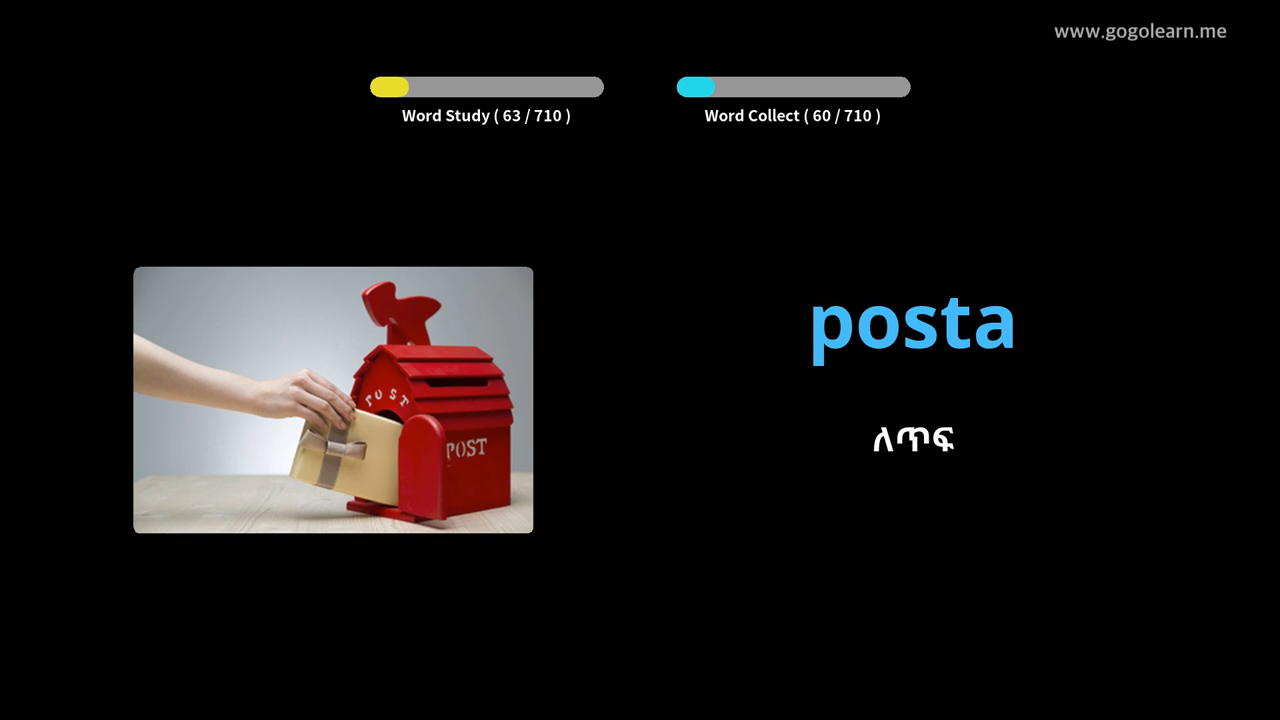 www.gogolearn.me
Word Study ( 63 / 710 )
Word Collect ( 60 / 710 )
POST
POST
posta
ለጥፍ